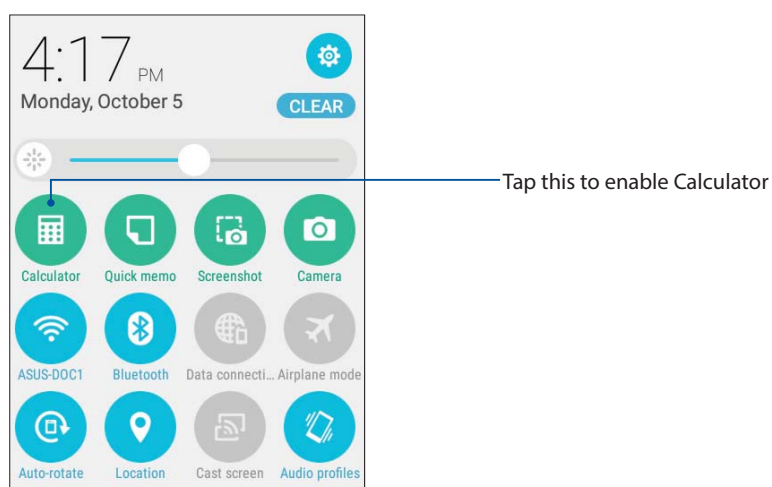 4:17 PM
Monday, October 5
CLEAR
Tap this to enable Calculator
Calculator Quick memo Screenshot Camera
ASUS-DOC1 Bluetooth Data connecti... Airplane mode
Auto-rotate Location Cast screen Audio profiles